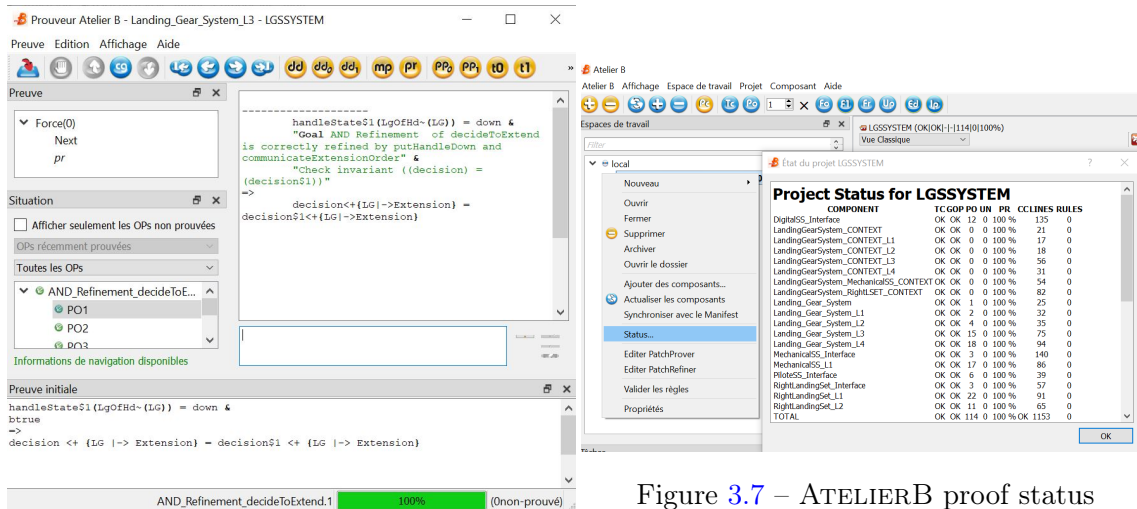 Prouveur Atelier B - Landing_Gear_System_L3 - LGSSYSTEM
Preuve Edition Affichage Aide
dd dd₀ dd₁ mp pr PP₀ PP₁ t0 t1 »
Preuve
Force(0)
Next
pr
Situation
Afficher seulement les OPs non prouvées
OPs récemment prouvées
Toutes les OPs
AND_Refinement_decideToE...
PO1
PO2
PO3
Informations de navigation disponibles
--------------------
handleState$1(LgOfHd~(LG)) = down &
"Goal AND Refinement of decideToExtend
is correctly refined by putHandleDown and
communicateExtensionOrder" &
"Check invariant ((decision) =
(decision$1))"
=>
decision<+{LG|->Extension} =
decision$1<+{LG|->Extension}
Preuve initiale
handleState$1(LgOfHd~(LG)) = down &
btrue
=>
decision <+ {LG |-> Extension} = decision$1 <+ {LG |-> Extension}
AND_Refinement_decideToExtend.1 100% (0non-prouvé)
Atelier B
Atelier B Affichage Espace de travail Projet Composant Aide
1
Espaces de travail
Filter
local
LGSSYSTEM (OK|OK|-|-|114|0|100%)
Vue Classique
Nouveau
Ouvrir
Fermer
Supprimer
Archiver
Ouvrir le dossier
Ajouter des composants...
Actualiser les composants
Synchroniser avec le Manifest
Status...
Editer PatchProver
Editer PatchRefiner
Valider les règles
Propriétés
État du projet LGSSYSTEM ?
Project Status for LGSSYSTEM
COMPONENT TC GOP PO UN PR CC LINES RULES
DigitalSS_Interface OK OK 12 0 100 % 135 0
LandingGearSystem_CONTEXT OK OK 0 0 100 % 21 0
LandingGearSystem_CONTEXT_L1 OK OK 0 0 100 % 17 0
LandingGearSystem_CONTEXT_L2 OK OK 0 0 100 % 18 0
LandingGearSystem_CONTEXT_L3 OK OK 0 0 100 % 56 0
LandingGearSystem_CONTEXT_L4 OK OK 0 0 100 % 31 0
LandingGearSystem_MechanicalSS_CONTEXT OK OK 0 0 100 % 54 0
LandingGearSystem_RightLSET_CONTEXT OK OK 0 0 100 % 82 0
Landing_Gear_System OK OK 1 0 100 % 25 0
Landing_Gear_System_L1 OK OK 2 0 100 % 32 0
Landing_Gear_System_L2 OK OK 4 0 100 % 35 0
Landing_Gear_System_L3 OK OK 15 0 100 % 75 0
Landing_Gear_System_L4 OK OK 18 0 100 % 94 0
MechanicalSS_Interface OK OK 3 0 100 % 140 0
MechanicalSS_L1 OK OK 17 0 100 % 86 0
PiloteSS_Interface OK OK 6 0 100 % 39 0
RightLandingSet_Interface OK OK 3 0 100 % 57 0
RightLandingSet_L1 OK OK 22 0 100 % 91 0
RightLandingSet_L2 OK OK 11 0 100 % 65 0
TOTAL OK OK 114 0 100 % OK 1153 0
OK
Figure 3.7 – ATELIERB proof status